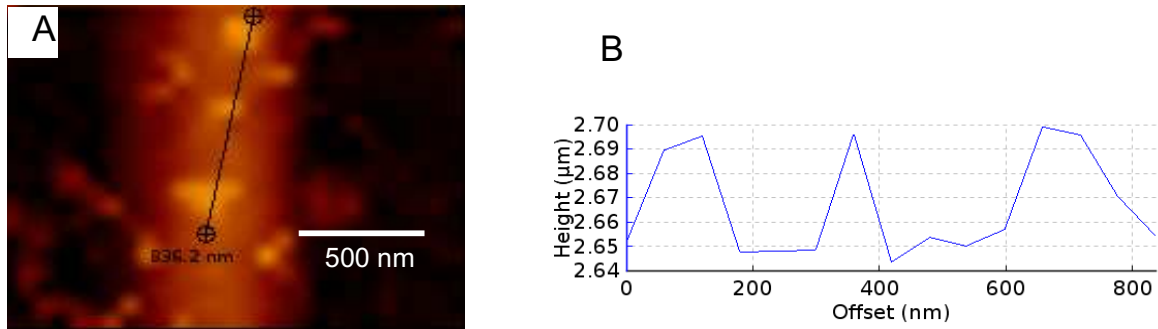 A
836.2 nm
500 nm
B
2.70
2.69
2.68
2.67
2.66
2.65
2.64
Height (µm)
0 200 400 600 800
Offset (nm)